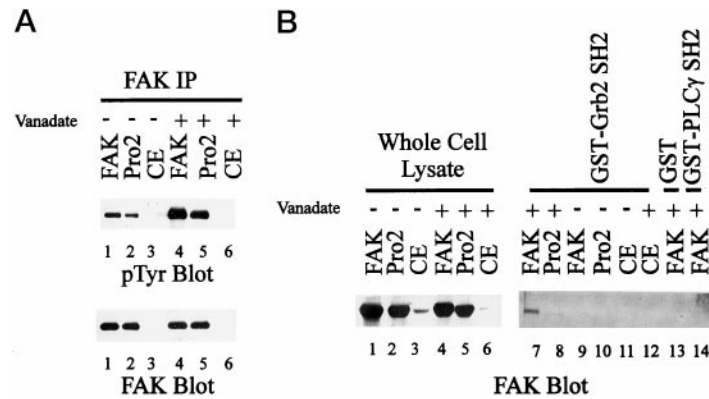 A
FAK IP
Vanadate - - - + + +
FAK Pro2 CE FAK Pro2 CE
1 2 3 4 5 6
pTyr Blot
1 2 3 4 5 6
FAK Blot
B
Whole Cell
Lysate
GST-Grb2 SH2
GST
GST-PLCγ SH2
Vanadate - - - + + + + + - - - + + +
FAK Pro2 CE FAK Pro2 CE FAK Pro2 FAK Pro2 CE CE FAK FAK
1 2 3 4 5 6 7 8 9 10 11 12 13 14
FAK Blot